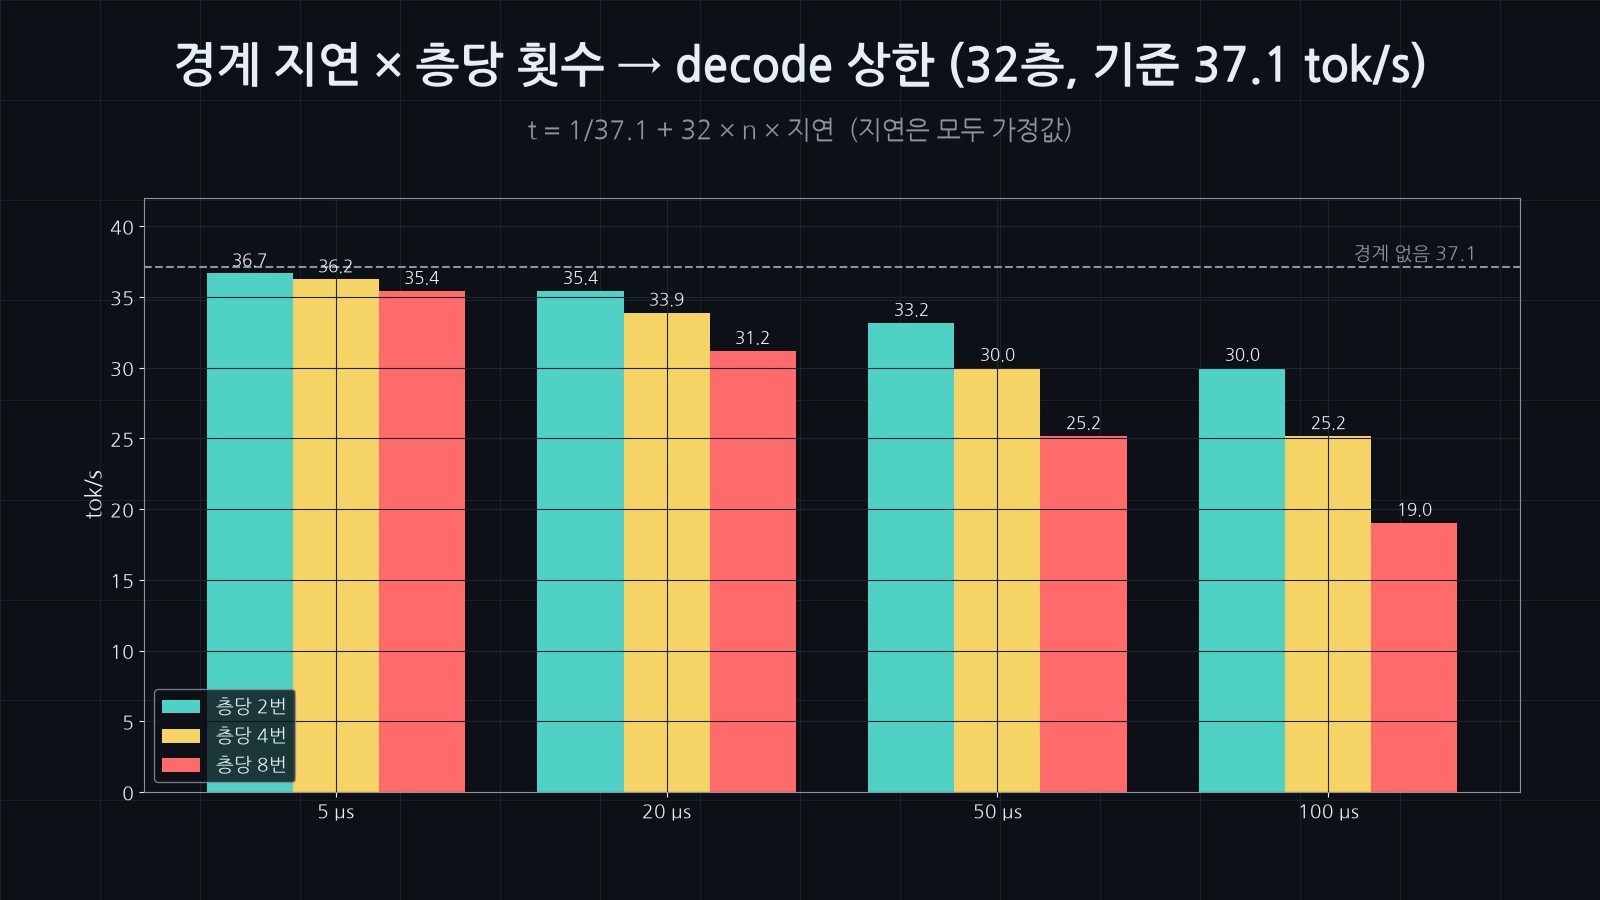 경계 지연 × 층당 횟수 → decode 상한 (32층, 기준 37.1 tok/s)
t = 1/37.1 + 32 × n × 지연 (지연은 모두 가정값)
40
35
30
25
20
15
10
5
0
tok/s
경계 없음 37.1
36.7
36.2
35.4
35.4
33.9
31.2
33.2
30.0
25.2
30.0
25.2
19.0
층당 2번
층당 4번
층당 8번
5 µs
20 µs
50 µs
100 µs